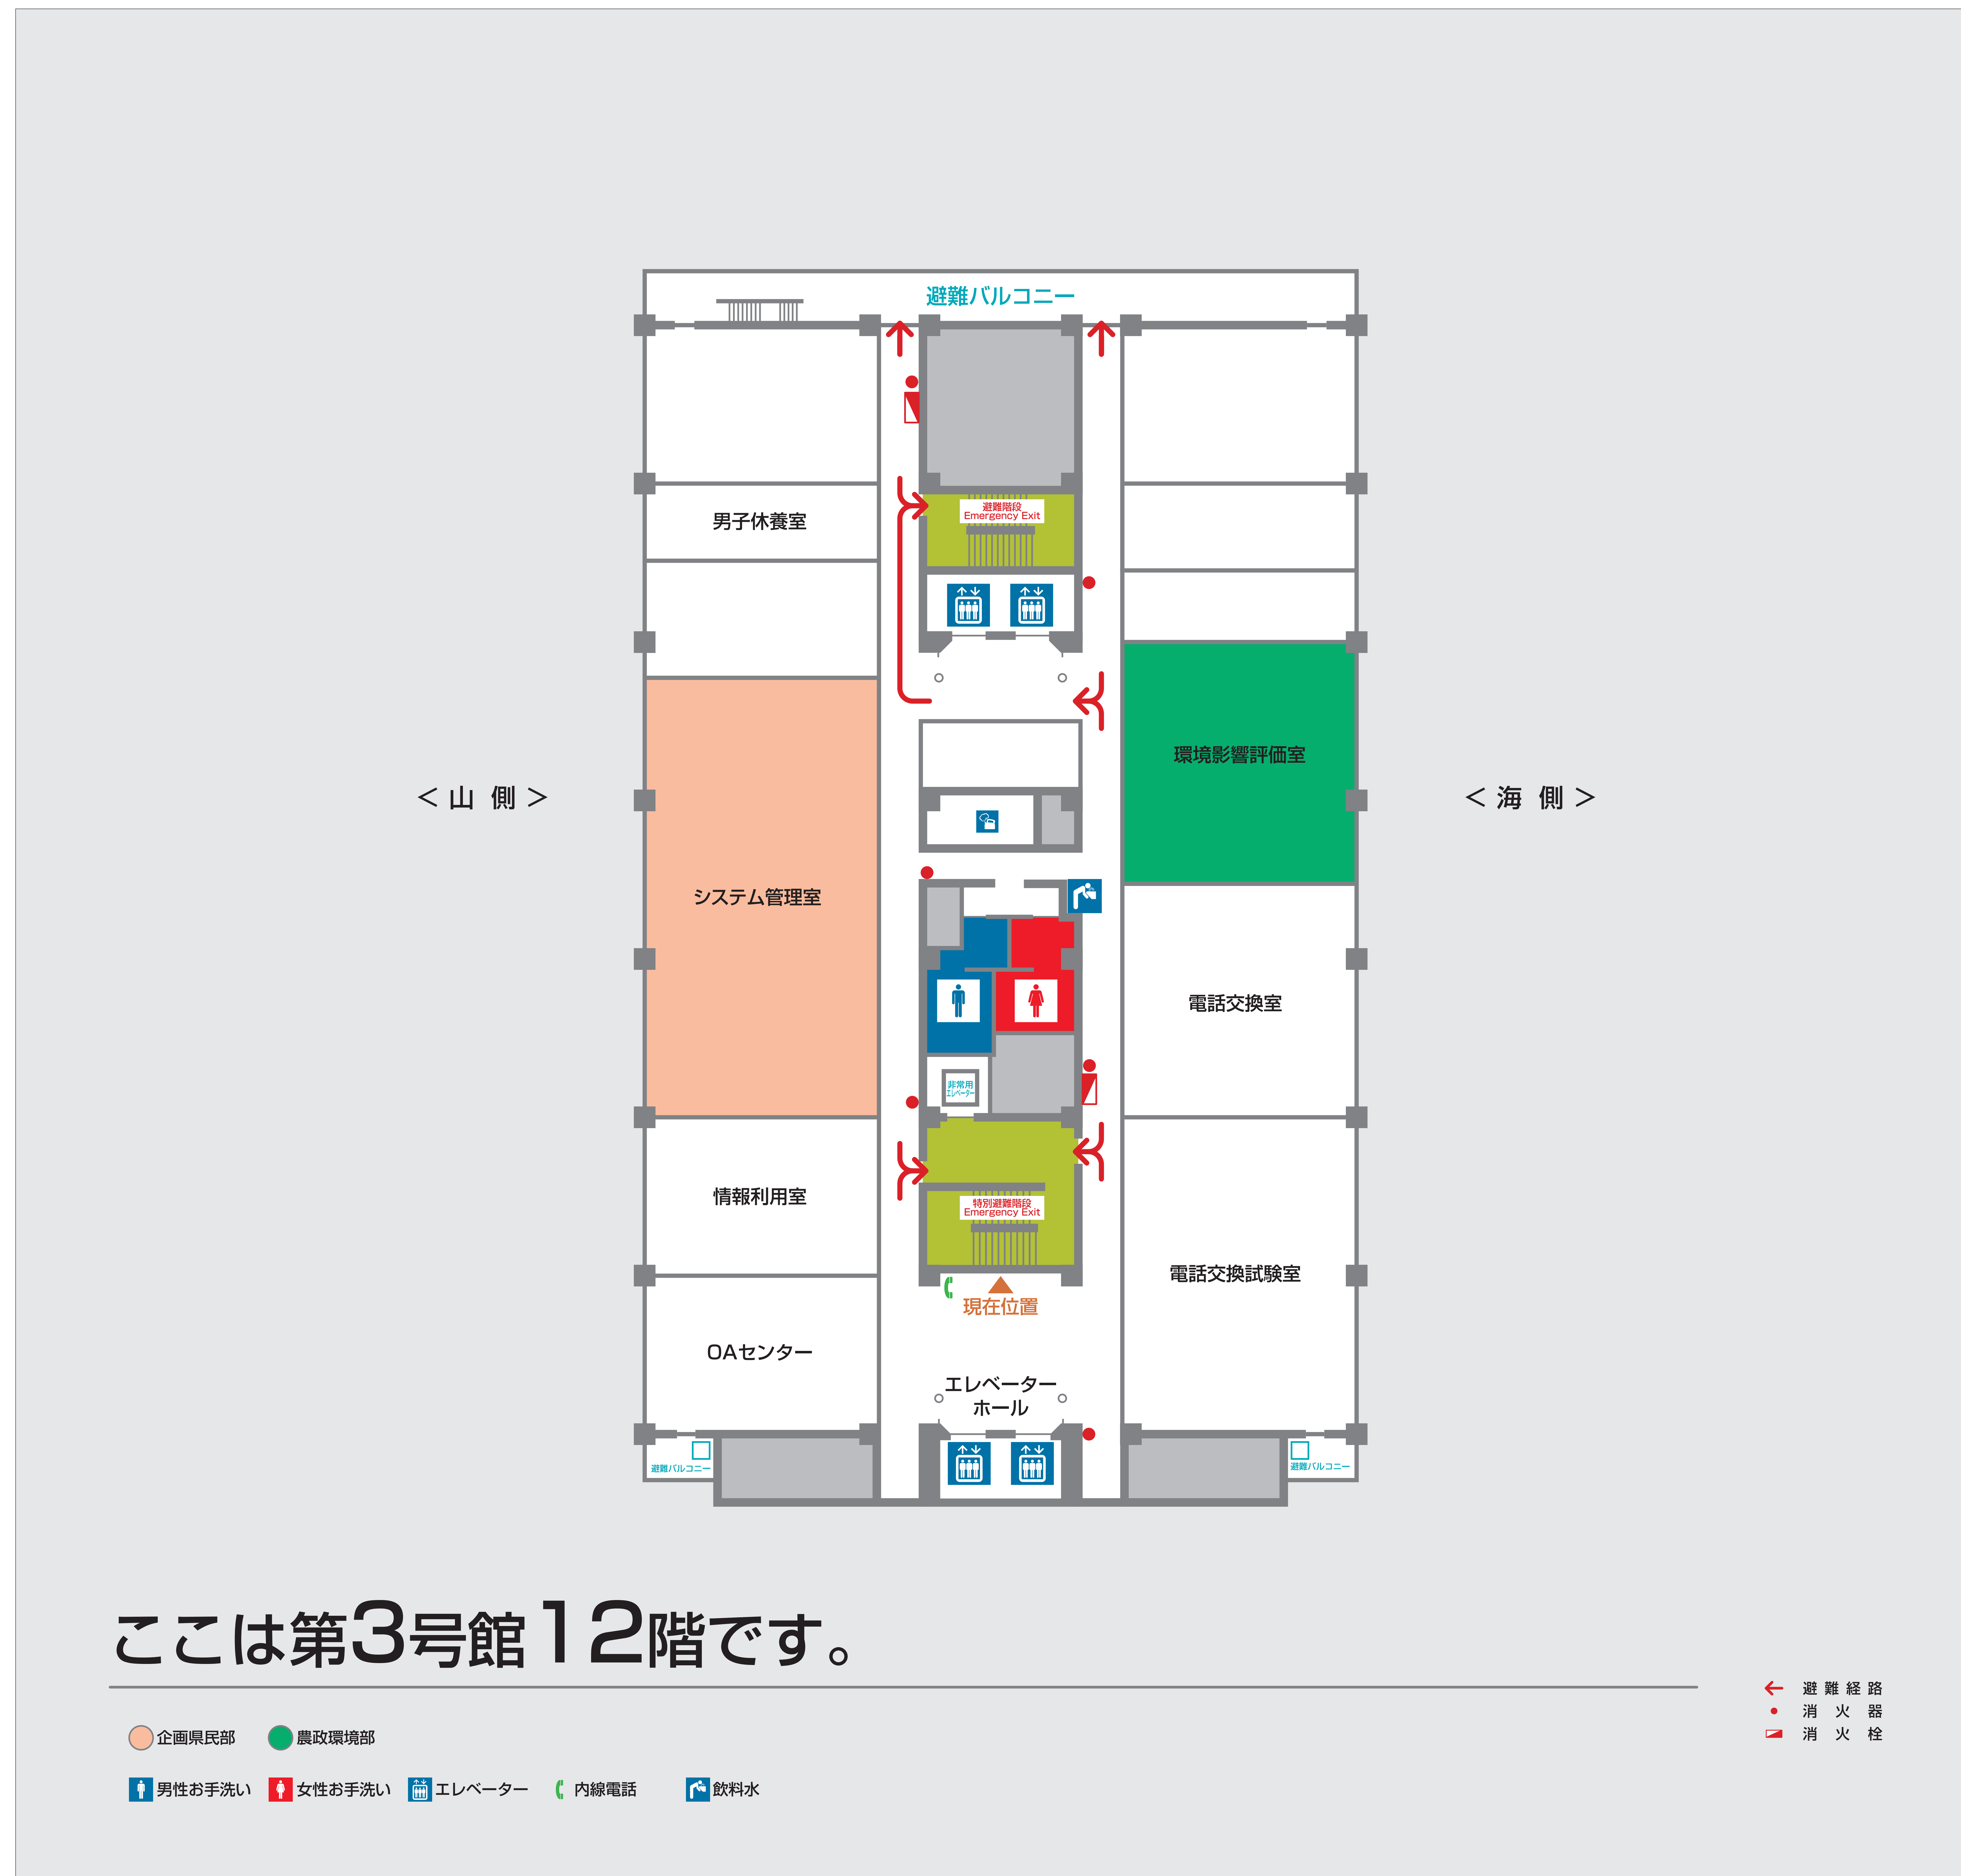 避難バルコニー
避難階段
Emergency Exit
男子休養室
環境影響評価室
＜山 側＞
＜海 側＞
システム管理室
電話交換室
非常用
エレベーター
情報利用室
特別避難階段
Emergency Exit
電話交換試験室
現在位置
OAセンター
エレベーター
ホール
避難バルコニー
避難バルコニー
ここは第3号館12階です。
避難経路
消火器
消火栓
企画県民部
農政環境部
男性お手洗い
女性お手洗い
エレベーター
内線電話
飲料水